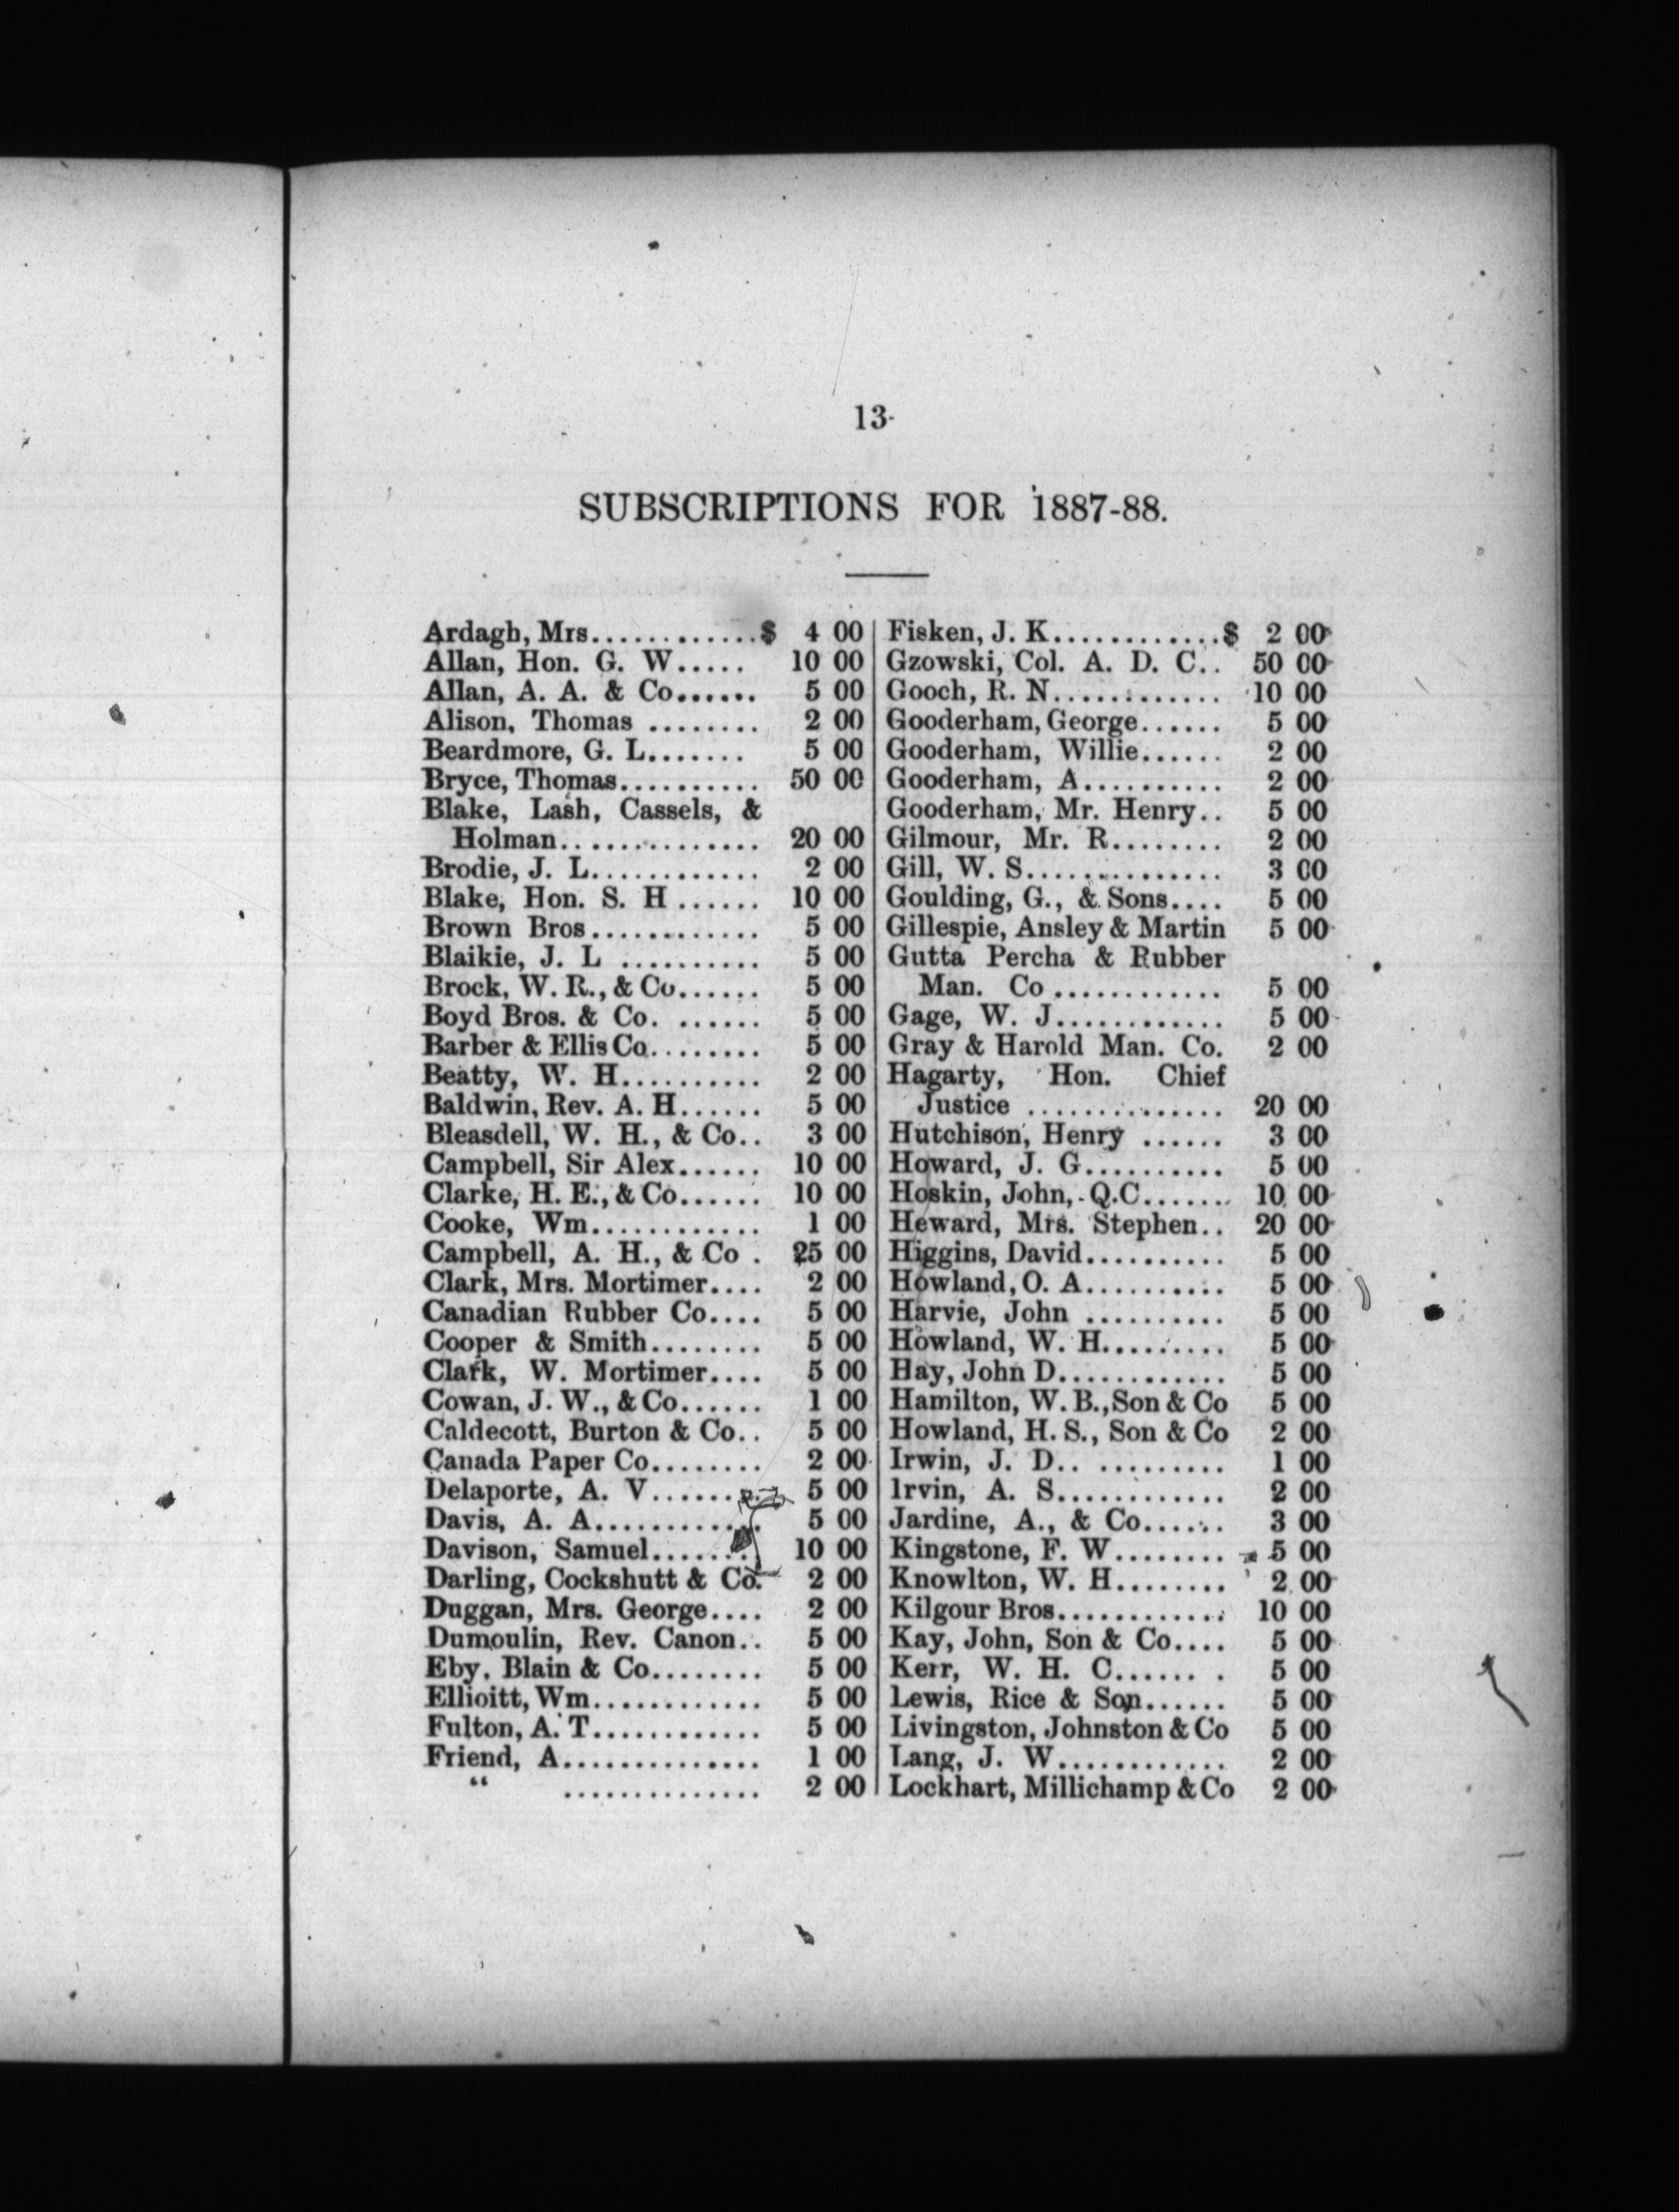 13
SUBSCRIPTIONS FOR 1887-88.
Ardagh, Mrs............$ 4 00
Allan, Hon. G. W..... 10 00
Allan, A. A. & Co...... 5 00
Alison, Thomas ........ 2 00
Beardmore, G. L....... 5 00
Bryce, Thomas.......... 50 00
Blake, Lash, Cassels, &
Holman.............. 20 00
Brodie, J. L............ 2 00
Blake, Hon. S. H ...... 10 00
Brown Bros............ 5 00
Blaikie, J. L .......... 5 00
Brock, W. R., & Co...... 5 00
Boyd Bros. & Co. ...... 5 00
Barber & Ellis Co........ 5 00
Beatty, W. H.......... 2 00
Baldwin, Rev. A. H...... 5 00
Bleasdell, W. H., & Co.. 3 00
Campbell, Sir Alex...... 10 00
Clarke, H. E., & Co...... 10 00
Cooke, Wm............ 1 00
Campbell, A. H., & Co . 25 00
Clark, Mrs. Mortimer.... 2 00
Canadian Rubber Co.... 5 00
Cooper & Smith........ 5 00
Clark, W. Mortimer.... 5 00
Cowan, J. W., & Co...... 1 00
Caldecott, Burton & Co.. 5 00
Canada Paper Co........ 2 00
Delaporte, A. V........ 5 00
Davis, A. A............ 5 00
Davison, Samuel........ 10 00
Darling, Cockshutt & Co. 2 00
Duggan, Mrs. George.... 2 00
Dumoulin, Rev. Canon.. 5 00
Eby, Blain & Co........ 5 00
Ellioitt, Wm............ 5 00
Fulton, A. T............ 5 00
Friend, A.............. 1 00
“ .............. 2 00
Fisken, J. K............$ 2 00
Gzowski, Col. A. D. C.. 50 00
Gooch, R. N............ 10 00
Gooderham, George...... 5 00
Gooderham, Willie...... 2 00
Gooderham, A.......... 2 00
Gooderham, Mr. Henry.. 5 00
Gilmour, Mr. R........ 2 00
Gill, W. S.............. 3 00
Goulding, G., & Sons.... 5 00
Gillespie, Ansley & Martin 5 00
Gutta Percha & Rubber
Man. Co ............ 5 00
Gage, W. J............ 5 00
Gray & Harold Man. Co. 2 00
Hagarty, Hon. Chief
Justice .............. 20 00
Hutchison, Henry ...... 3 00
Howard, J. G.......... 5 00
Hoskin, John, Q.C....... 10 00
Heward, Mrs. Stephen.. 20 00
Higgins, David.......... 5 00
Howland, O. A.......... 5 00
Harvie, John .......... 5 00
Howland, W. H......... 5 00
Hay, John D............ 5 00
Hamilton, W. B., Son & Co 5 00
Howland, H. S., Son & Co 2 00
Irwin, J. D.. ......... 1 00
Irvin, A. S............ 2 00
Jardine, A., & Co...... 3 00
Kingstone, F. W........ 5 00
Knowlton, W. H........ 2 00
Kilgour Bros............ 10 00
Kay, John, Son & Co.... 5 00
Kerr, W. H. C...... . 5 00
Lewis, Rice & Son...... 5 00
Livingston, Johnston & Co 5 00
Lang, J. W............ 2 00
Lockhart, Millichamp & Co 2 00